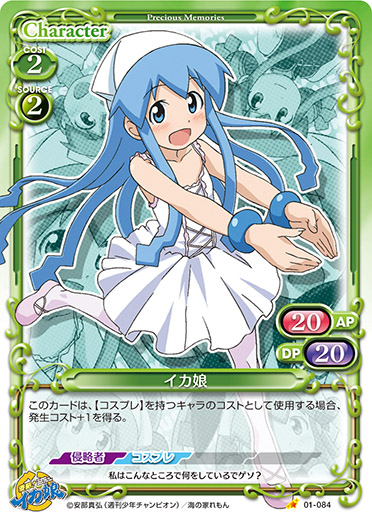 Precious Memories
Character
COST
2
SOURCE
2
20 AP
DP 20
イカ娘
このカードは、【コスプレ】を持つキャラのコストとして使用する場合、
発生コスト+1を得る。
侵略者 コスプレ
私はこんなところで何をしているでゲソ?
侵略!イカ娘
©安部真弘(週刊少年チャンピオン)/海の家れもん
01-084